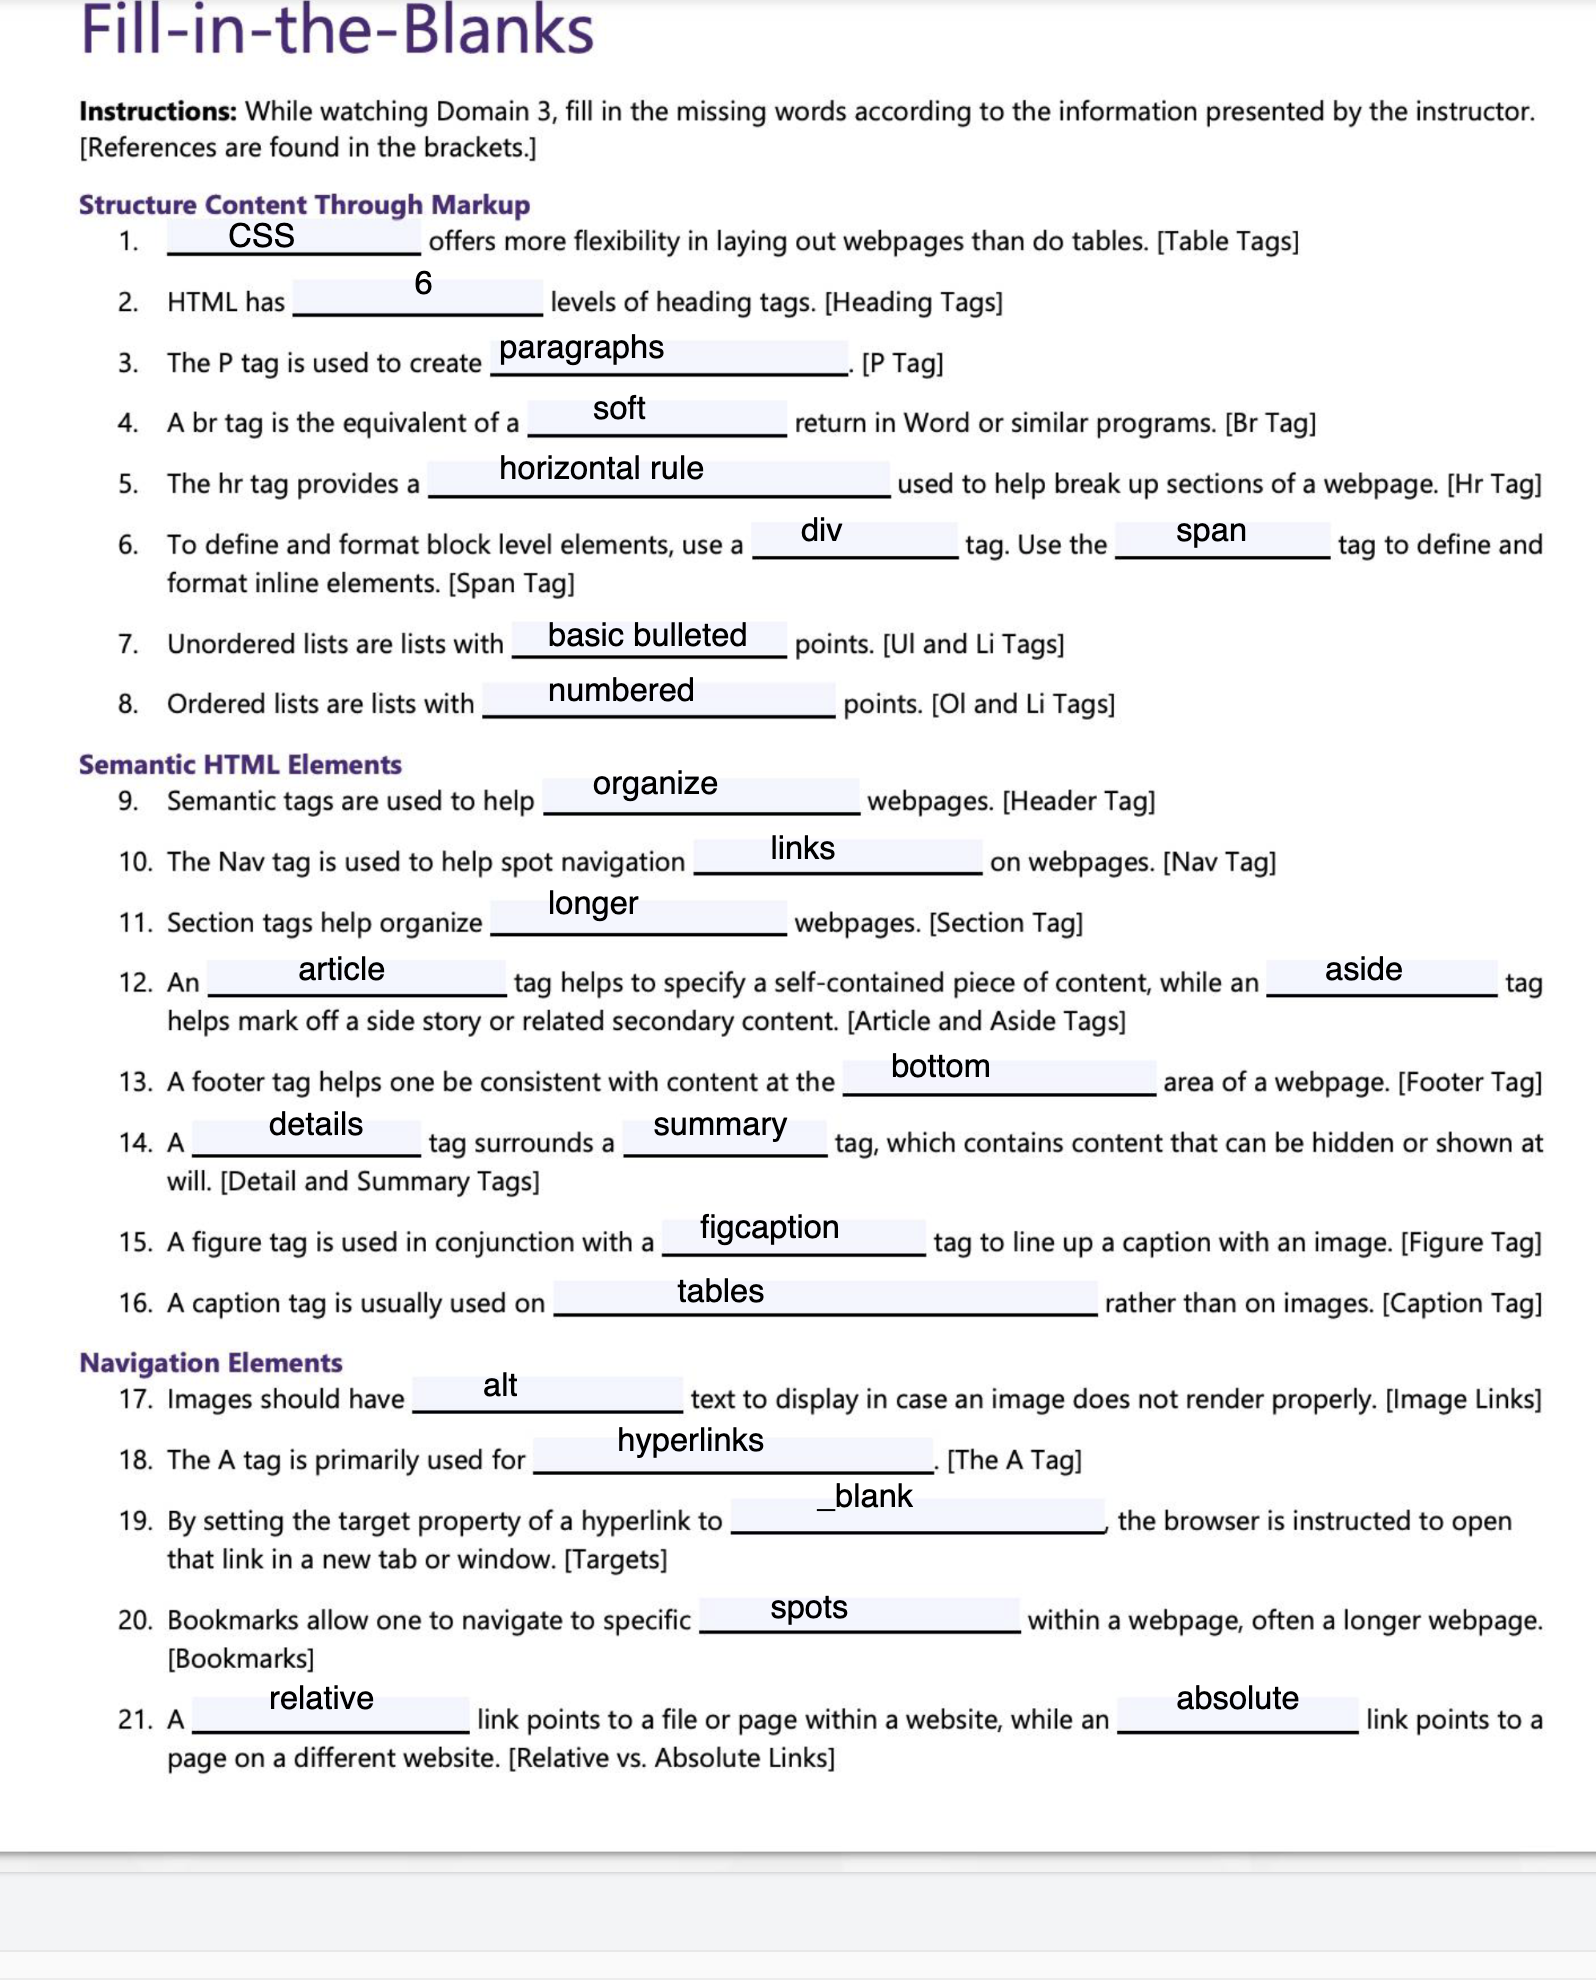 Fill-in-the-Blanks
Instructions: While watching Domain 3, fill in the missing words according to the information presented by the instructor.
[References are found in the brackets.]
Structure Content Through Markup
1. CSS offers more flexibility in laying out webpages than do tables. [Table Tags]
2. HTML has 6 levels of heading tags. [Heading Tags]
3. The P tag is used to create paragraphs. [P Tag]
4. A br tag is the equivalent of a soft return in Word or similar programs. [Br Tag]
5. The hr tag provides a horizontal rule used to help break up sections of a webpage. [Hr Tag]
6. To define and format block level elements, use a div tag. Use the span tag to define and
format inline elements. [Span Tag]
7. Unordered lists are lists with basic bulleted points. [Ul and Li Tags]
8. Ordered lists are lists with numbered points. [Ol and Li Tags]
Semantic HTML Elements
9. Semantic tags are used to help organize webpages. [Header Tag]
10. The Nav tag is used to help spot navigation links on webpages. [Nav Tag]
11. Section tags help organize longer webpages. [Section Tag]
12. An article tag helps to specify a self-contained piece of content, while an aside tag
helps mark off a side story or related secondary content. [Article and Aside Tags]
13. A footer tag helps one be consistent with content at the bottom area of a webpage. [Footer Tag]
14. A details tag surrounds a summary tag, which contains content that can be hidden or shown at
will. [Detail and Summary Tags]
15. A figure tag is used in conjunction with a figcaption tag to line up a caption with an image. [Figure Tag]
16. A caption tag is usually used on tables rather than on images. [Caption Tag]
Navigation Elements
17. Images should have alt text to display in case an image does not render properly. [Image Links]
18. The A tag is primarily used for hyperlinks. [The A Tag]
19. By setting the target property of a hyperlink to _blank, the browser is instructed to open
that link in a new tab or window. [Targets]
20. Bookmarks allow one to navigate to specific spots within a webpage, often a longer webpage.
[Bookmarks]
21. A relative link points to a file or page within a website, while an absolute link points to a
page on a different website. [Relative vs. Absolute Links]